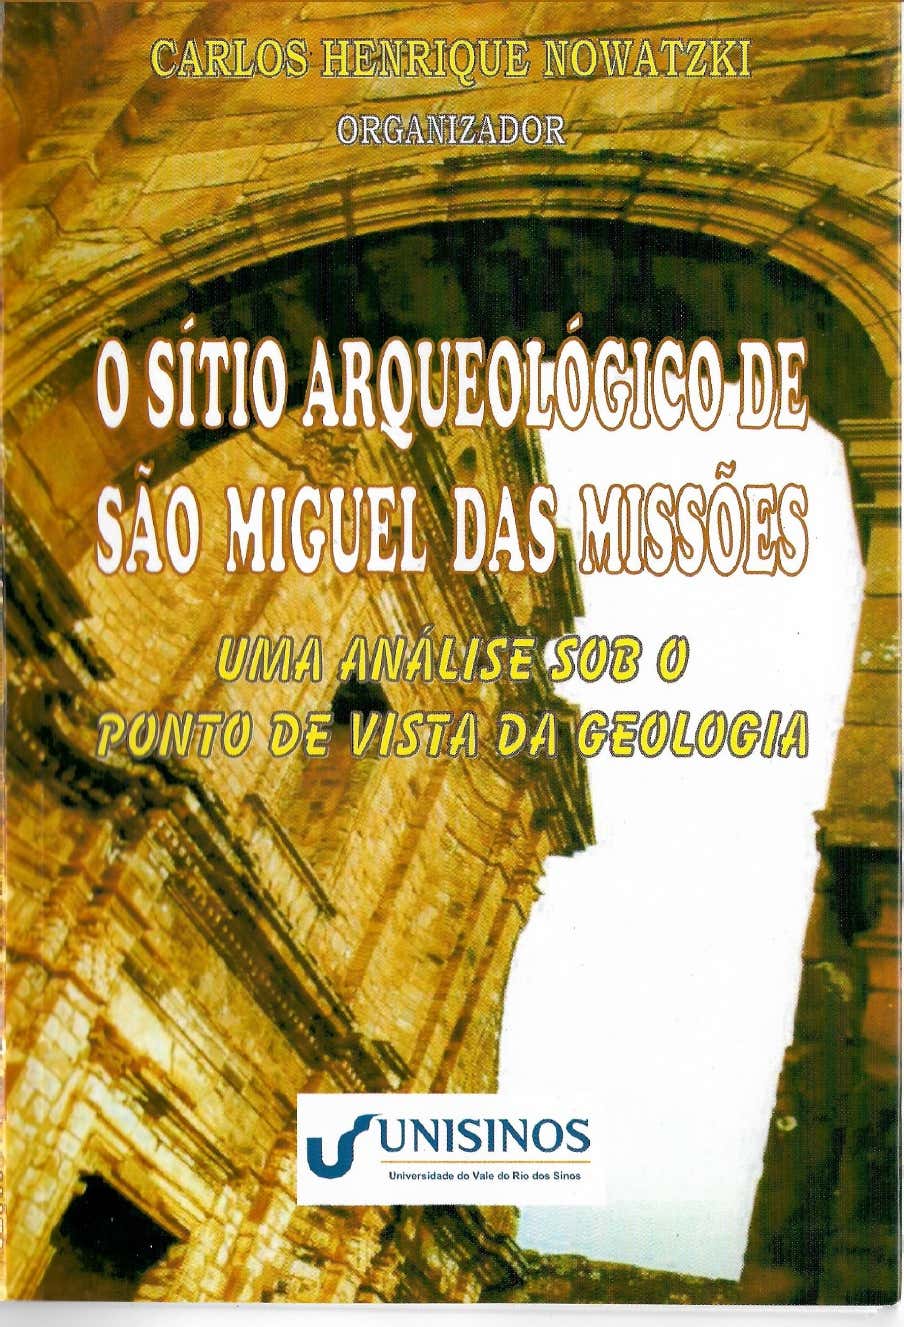 CARLOS HENRIQUE NOWATZKI
ORGANIZADOR
O SÍTIO ARQUEOLÓGICO DE
SÃO MIGUEL DAS MISSÕES
UMA ANÁLISE SOB O
PONTO DE VISTA DA GEOLOGIA
UNISINOS
Universidade do Vale do Rio dos Sinos